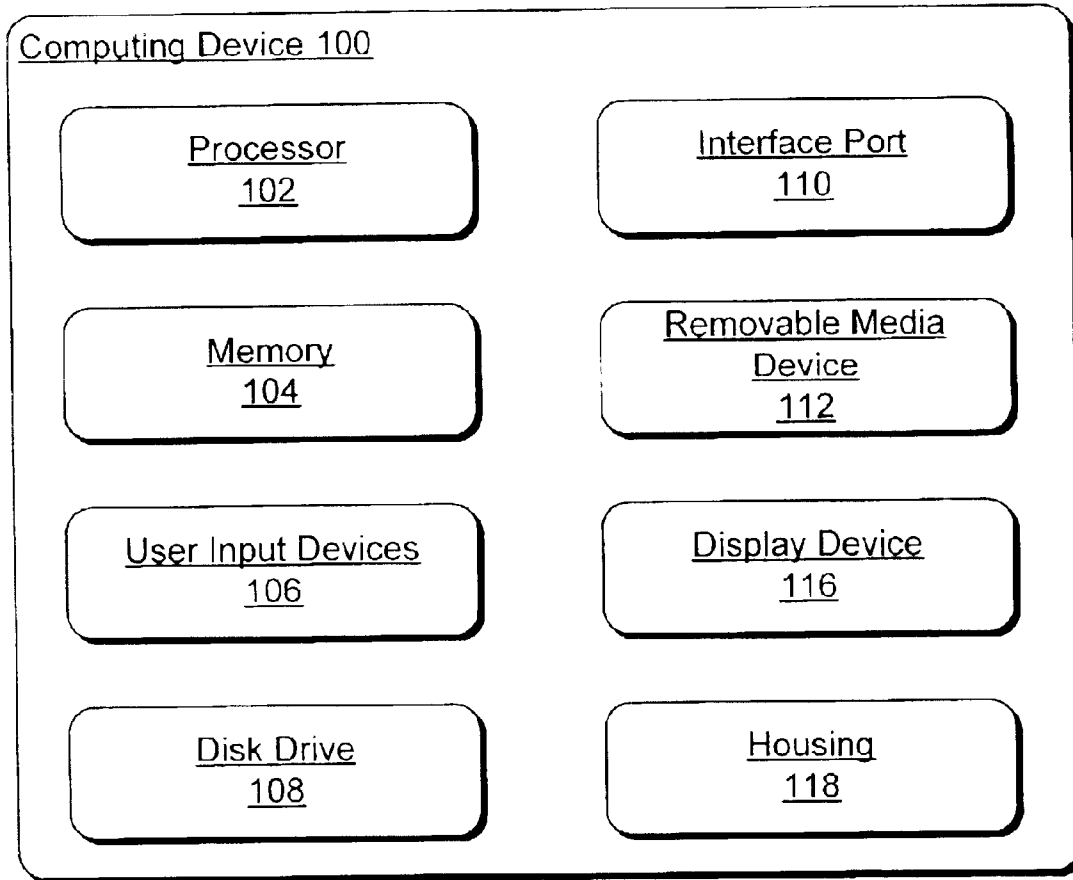 Computing Device 100
Processor
102
Interface Port
110
Memory
104
Removable Media
Device
112
User Input Devices
106
Display Device
116
Disk Drive
108
Housing
118